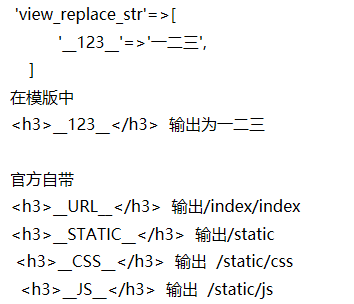 'view_replace_str'=>[
'__123__'=>'一二三',
]
在模版中
<h3>__123__</h3> 输出为一二三
官方自带
<h3>__URL__</h3> 输出/index/index
<h3>__STATIC__</h3> 输出/static
<h3>__CSS__</h3> 输出 /static/css
<h3>__JS__</h3> 输出 /static/js